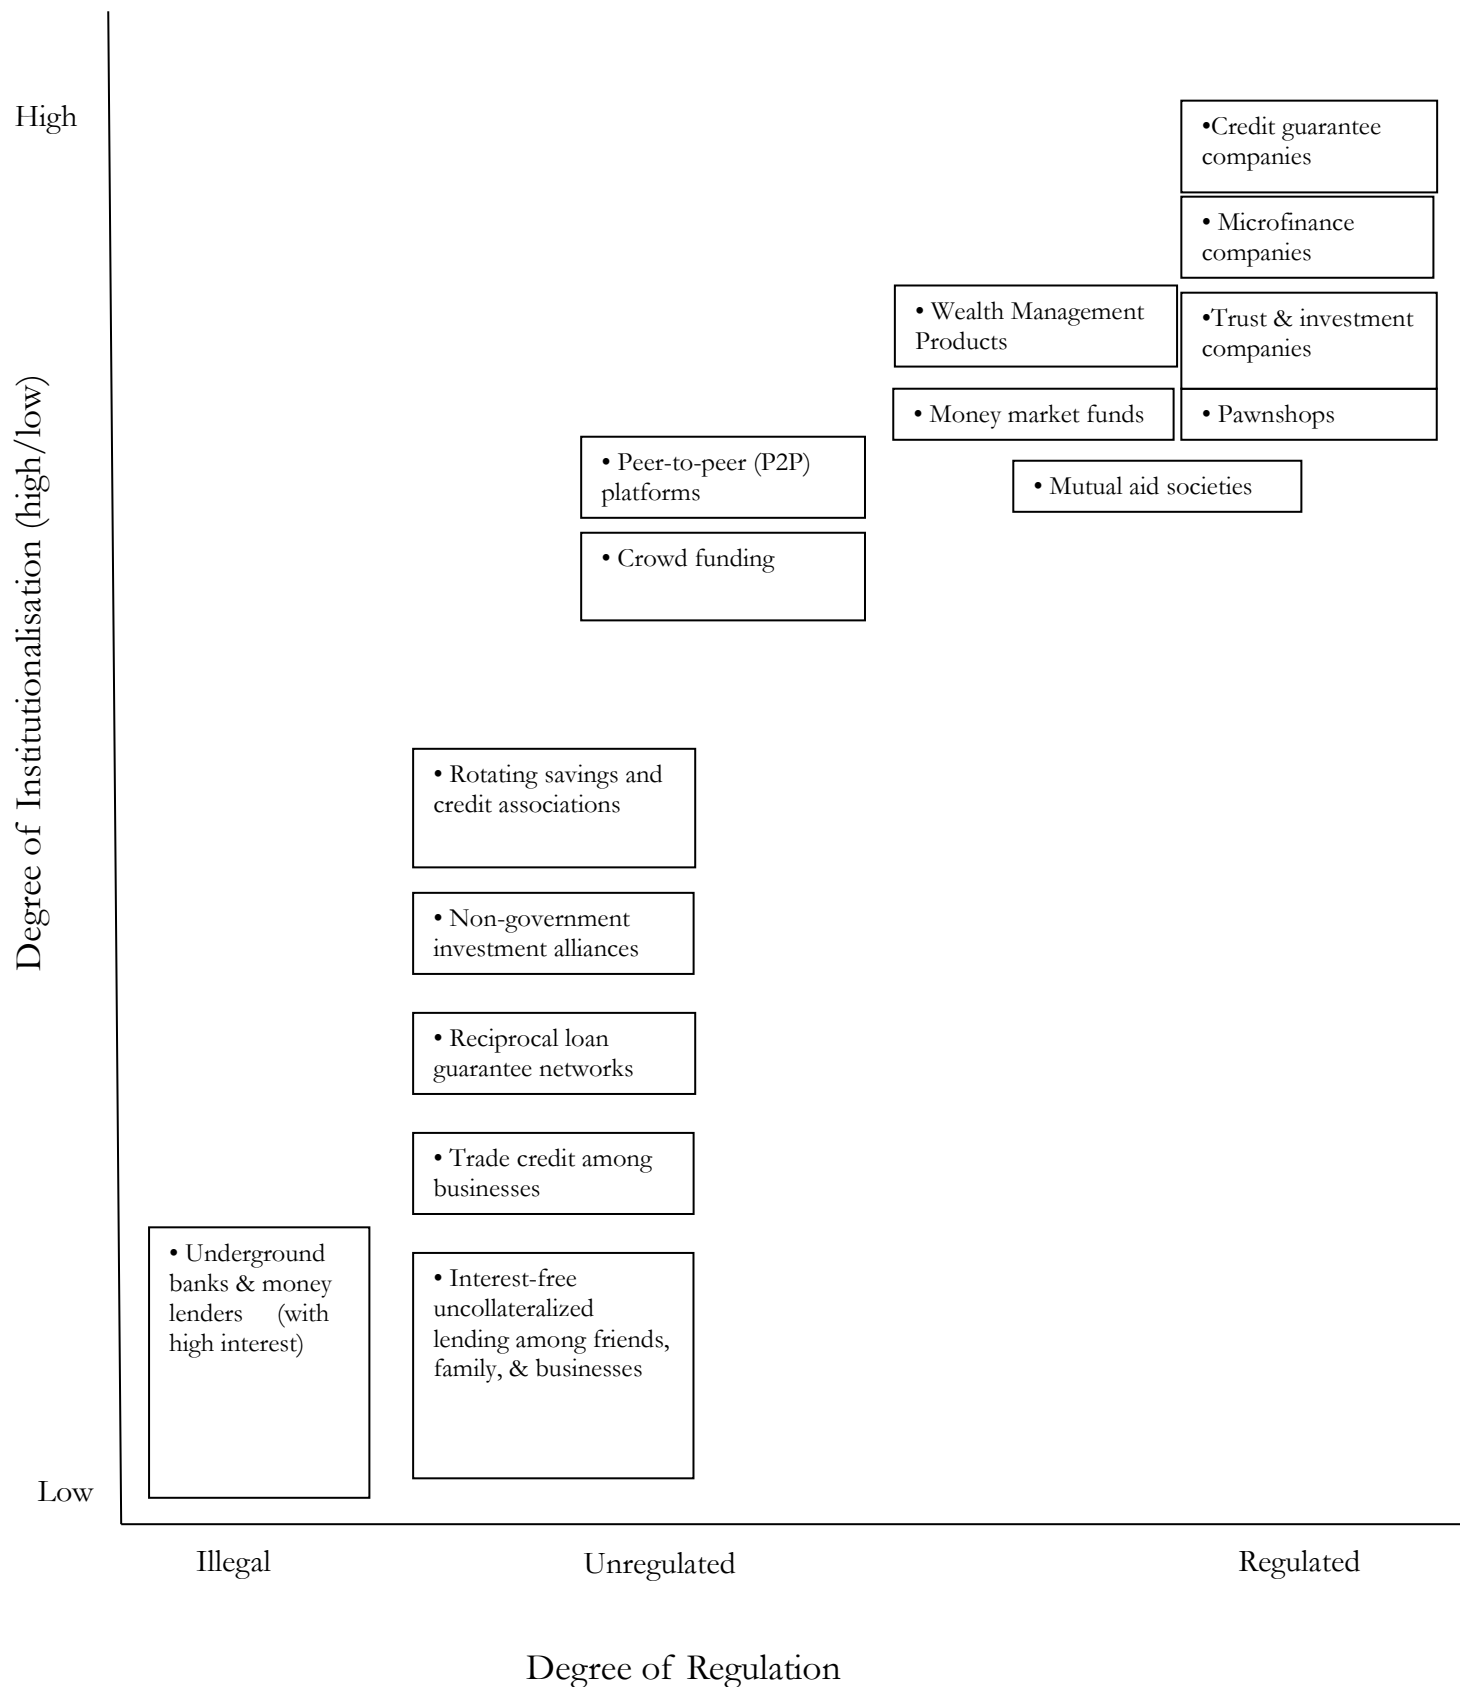 High
•Credit guarantee
companies
• Microfinance
companies
• Wealth Management
Products
•Trust & investment
companies
• Money market funds
• Pawnshops
• Peer-to-peer (P2P)
platforms
• Mutual aid societies
• Crowd funding
Degree of Institutionalisation (high/low)
• Rotating savings and
credit associations
• Non-government
investment alliances
• Reciprocal loan
guarantee networks
• Trade credit among
businesses
• Underground
banks & money
lenders (with
high interest)
• Interest-free
uncollateralized
lending among friends,
family, & businesses
Low
Illegal
Unregulated
Regulated
Degree of Regulation